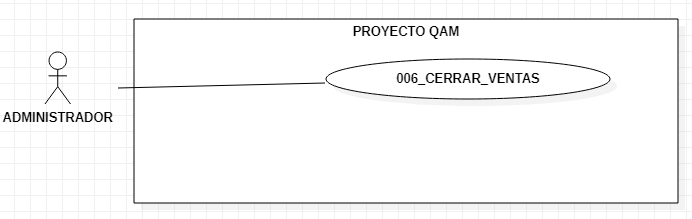 PROYECTO QAM
006_CERRAR_VENTAS
ADMINISTRADOR